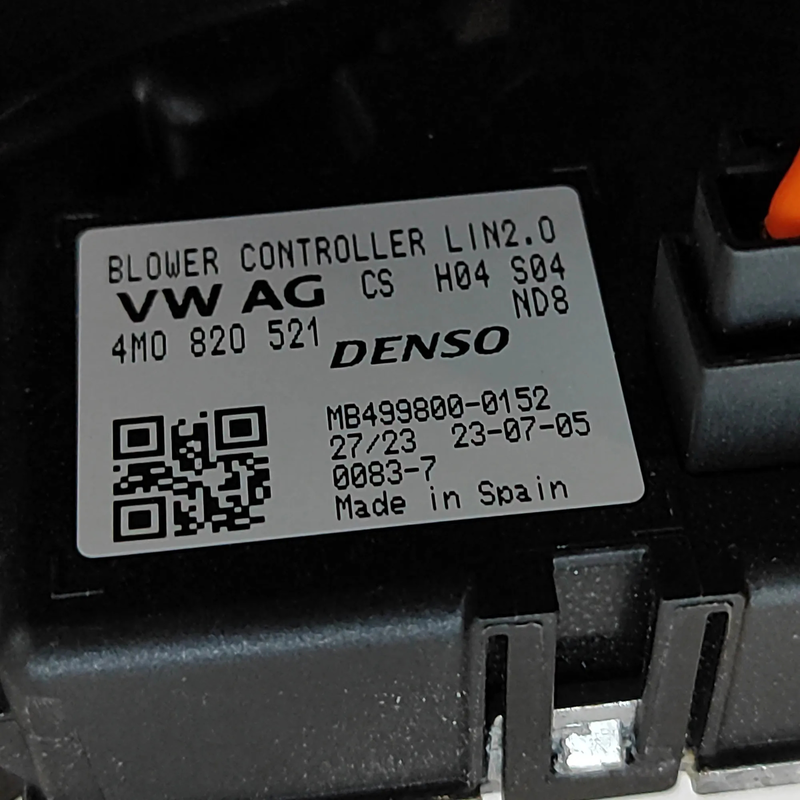 BLOWER CONTROLLER LIN2.0
VW AG CS H04 S04
4M0 820 521 DENSO ND8
MB499800-0152
27/23 23-07-05
0083-7
Made in Spain